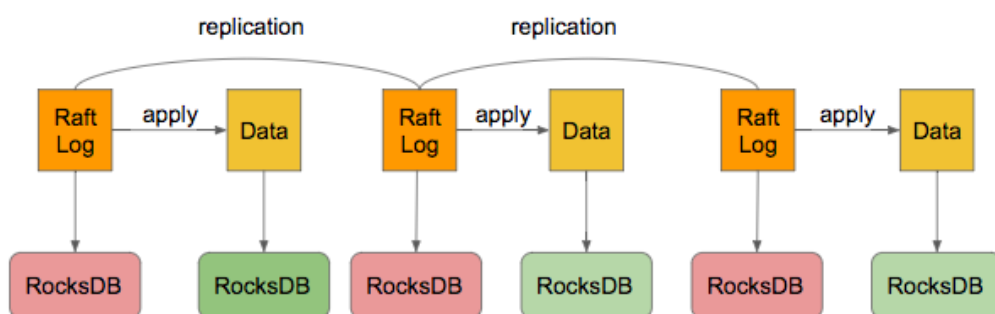 replication
replication
Raft
Log
apply
Data
Raft
Log
apply
Data
Raft
Log
apply
Data
RocksDB
RocksDB
RocksDB
RocksDB
RocksDB
RocksDB